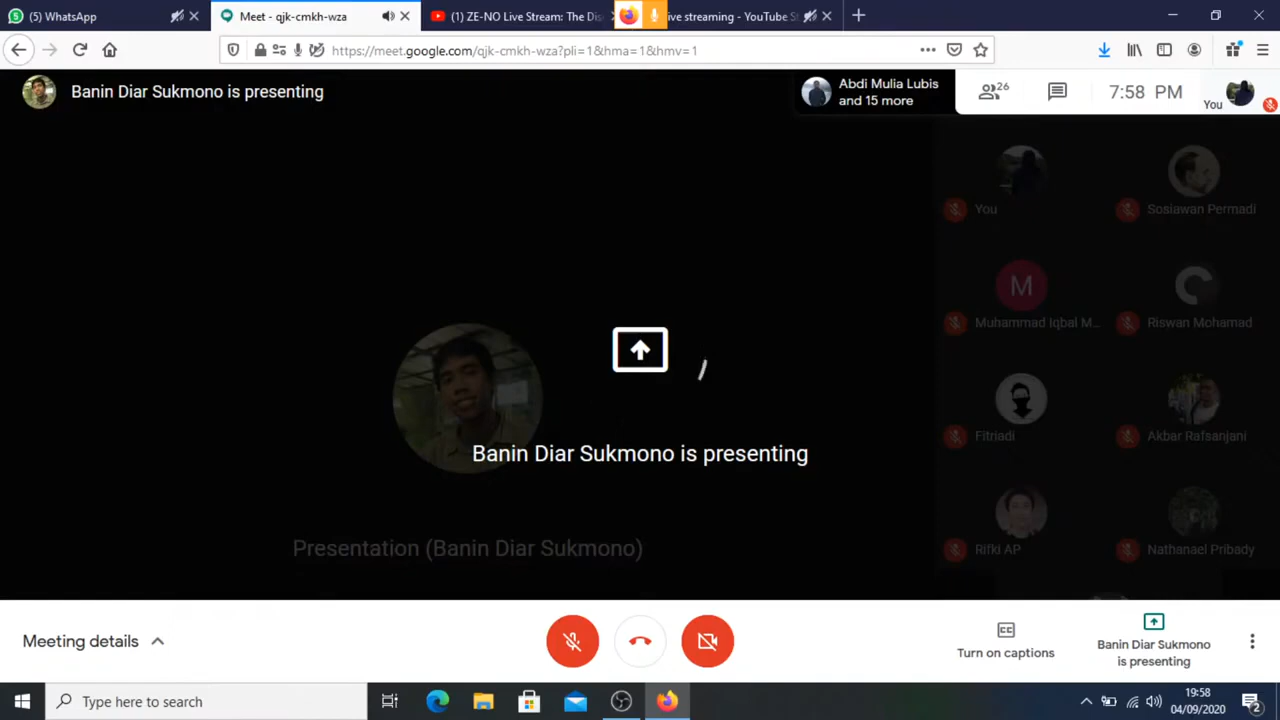 (5) WhatsApp
Meet - qjk-cmkh-wza
(1) ZE-NO Live Stream: The Dis
ive streaming - YouTube St
https://meet.google.com/qjk-cmkh-wza?pli=1&hma=1&hmv=1
Banin Diar Sukmono is presenting
Abdi Mulia Lubis
and 15 more
26
7:58 PM
You
You
Sosiawan Permadi
M
Muhammad Iqbal M...
Riswan Mohamad
Fitriadi
Akbar Rafsanjani
Rifki AP
Nathanael Pribady
Banin Diar Sukmono is presenting
Presentation (Banin Diar Sukmono)
Meeting details
CC
Turn on captions
Banin Diar Sukmono
is presenting
Type here to search
19:58
04/09/2020
2